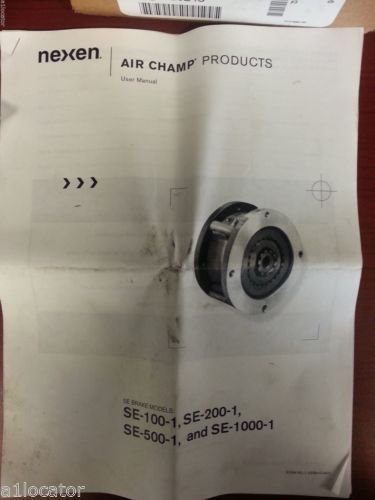 nexen
AIR CHAMP PRODUCTS
User Manual
SE BRAKE MODELS:
SE-100-1, SE-200-1,
SE-500-1, and SE-1000-1
a1locator
a1locator